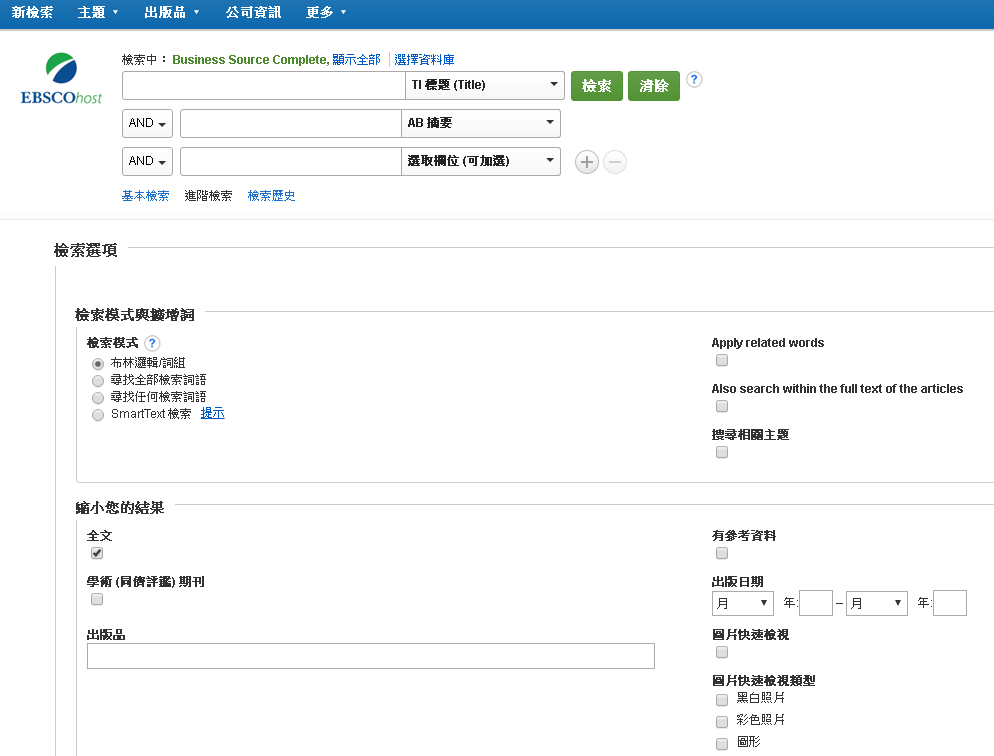 新檢索 主題 出版品 公司資訊 更多
檢索中： Business Source Complete, 顯示全部 選擇資料庫
EBSCOhost
TI 標題 (Title) 檢索 清除 ?
AND AB 摘要
AND 選取欄位 (可加選)
基本檢索 進階檢索 檢索歷史
檢索選項
檢索模式與擴增詞
檢索模式 ?
布林邏輯/詞組
尋找全部檢索詞語
尋找任何檢索詞語
SmartText 檢索 提示
Apply related words
Also search within the full text of the articles
搜尋相關主題
縮小您的結果
全文
學術 (同儕評鑑) 期刊
出版品
有參考資料
出版日期
月 年: – 月 年:
圖片快速檢視
圖片快速檢視類型
黑白照片
彩色照片
圖形